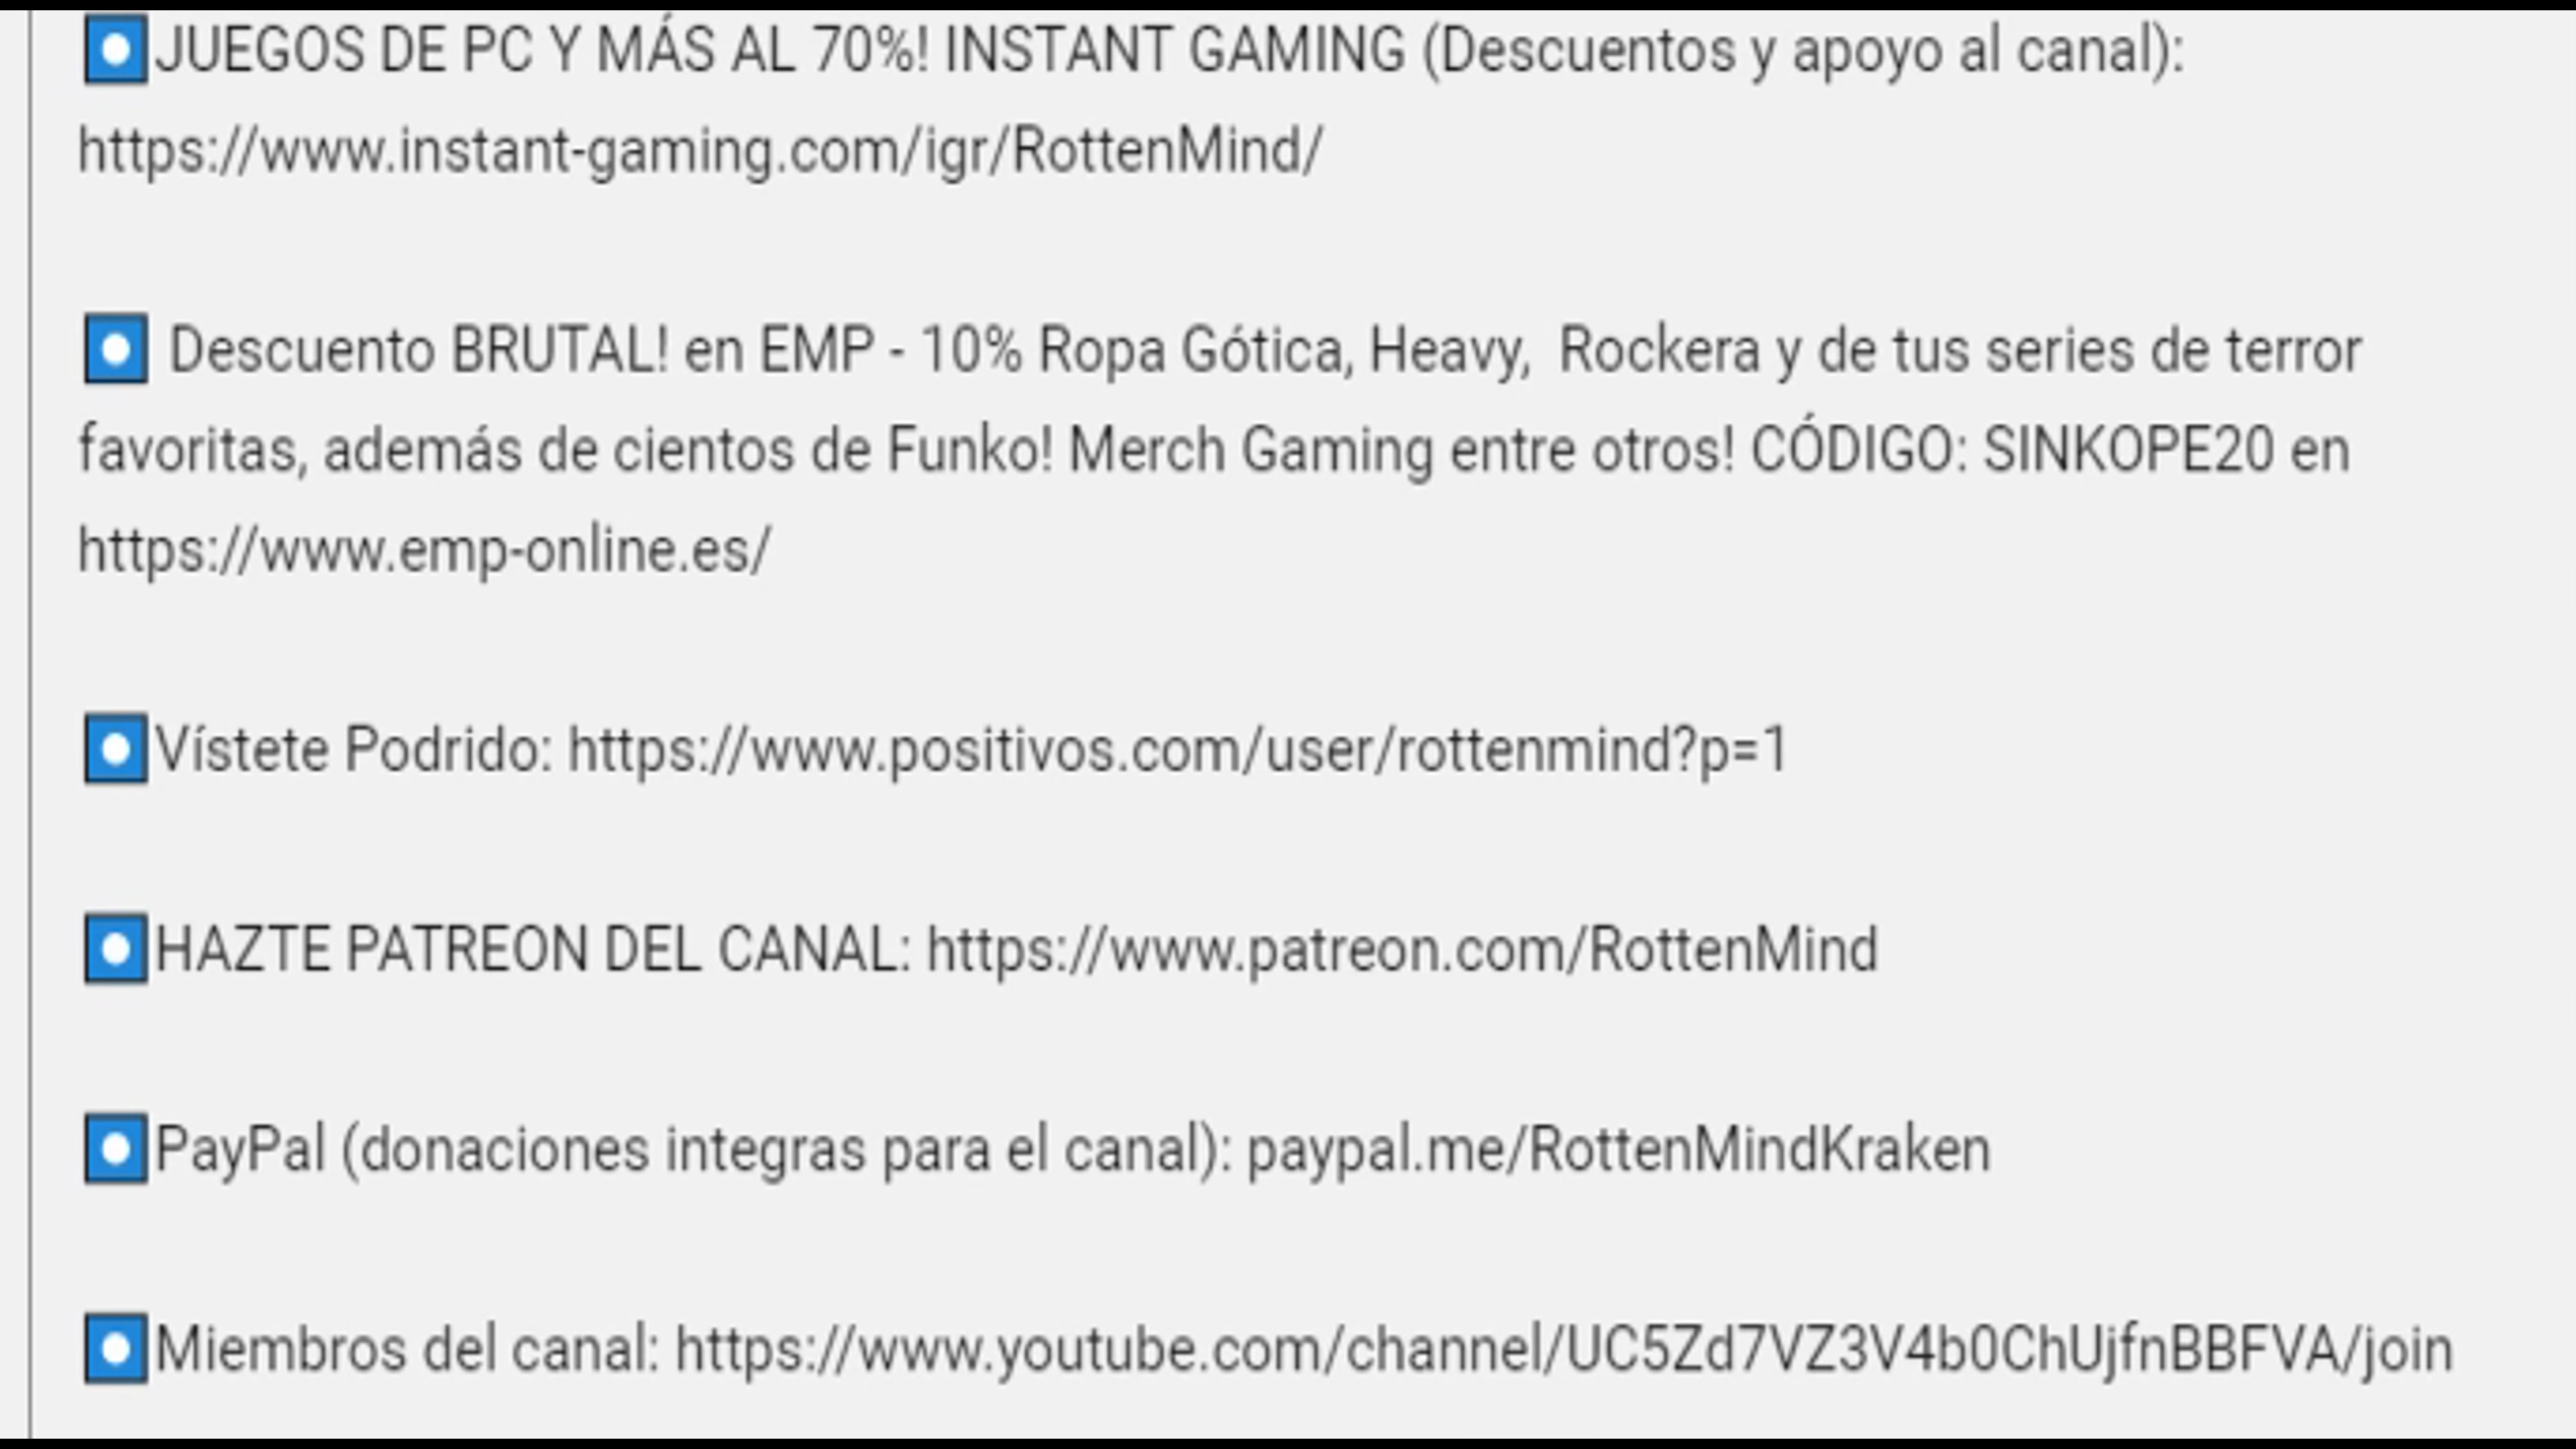 JUEGOS DE PC Y MÁS AL 70%! INSTANT GAMING (Descuentos y apoyo al canal):
https://www.instant-gaming.com/igr/RottenMind/
Descuento BRUTAL! en EMP - 10% Ropa Gótica, Heavy,  Rockera y de tus series de terror
favoritas, además de cientos de Funko! Merch Gaming entre otros! CÓDIGO: SINKOPE20 en
https://www.emp-online.es/
Vístete Podrido: https://www.positivos.com/user/rottenmind?p=1
HAZTE PATREON DEL CANAL: https://www.patreon.com/RottenMind
PayPal (donaciones integras para el canal): paypal.me/RottenMindKraken
Miembros del canal: https://www.youtube.com/channel/UC5Zd7VZ3V4b0ChUjfnBBFVA/join